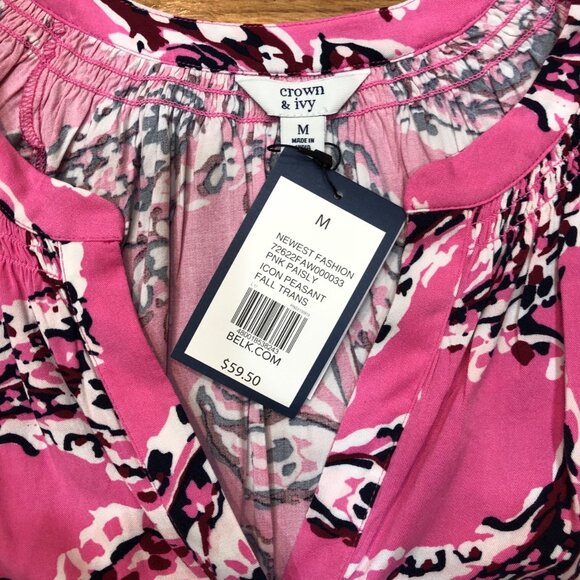 crown
& ivy
M
MADE IN
M
NEWEST FASHION
72622FAW000033
PNK PAISLY
ICON PEASANT
FALL TRANS
BELK.COM
$59.50